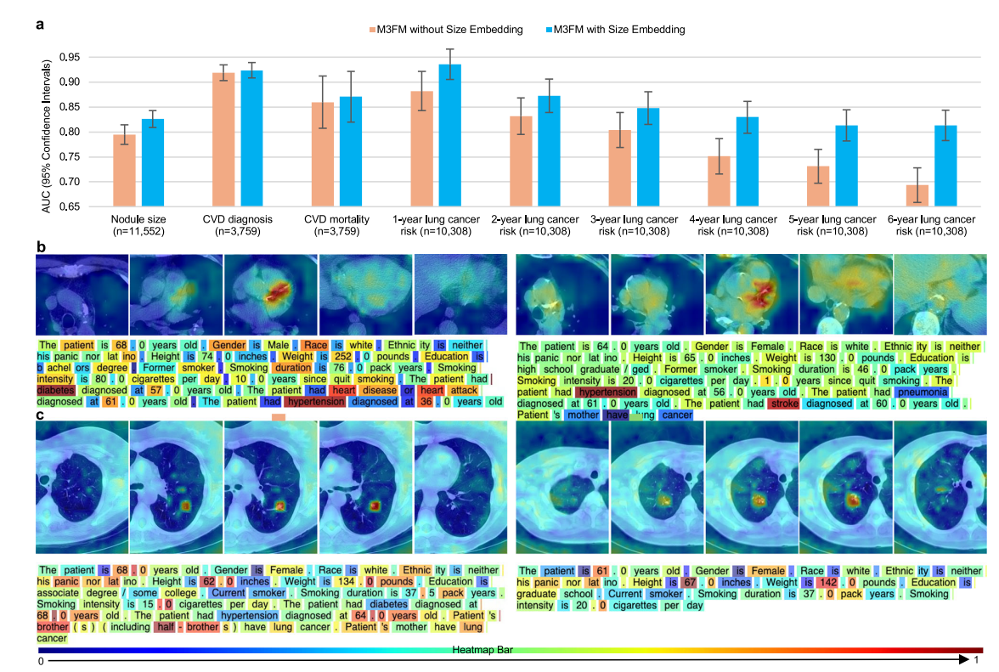 a
M3FM without Size Embedding M3FM with Size Embedding
AUC (95% Confidence Intervals)
0.95
0.90
0.85
0.80
0.75
0.70
0.65
Nodule size
(n=11,552)
CVD diagnosis
(n=3,759)
CVD mortality
(n=3,759)
1-year lung cancer
risk (n=10,308)
2-year lung cancer
risk (n=10,308)
3-year lung cancer
risk (n=10,308)
4-year lung cancer
risk (n=10,308)
5-year lung cancer
risk (n=10,308)
6-year lung cancer
risk (n=10,308)
b
The patient is 68 . 0 years old . Gender is Male . Race is white . Ethnic ity is neither
his panic nor lat ino . Height is 74 . 0 inches . Weight is 252 . 0 pounds . Education is
b achel ors degree . Former smoker . Smoking duration is 76 . 0 pack years . Smoking
intensity is 80 . 0 cigarettes per day . 10 . 0 years since quit smoking . The patient had
diabetes diagnosed at 57 . 0 years old . The patient had heart disease or heart attack
diagnosed at 61 . 0 years old . The patient had hypertension diagnosed at 36 . 0 years old
The patient is 64 . 0 years old . Gender is Female . Race is white . Ethnic ity is neither
his panic nor lat ino . Height is 65 . 0 inches . Weight is 130 . 0 pounds . Education is
high school graduate / ged . Former smoker . Smoking duration is 46 . 0 pack years .
Smoking intensity is 20 . 0 cigarettes per day . 1 . 0 years since quit smoking . The
patient had hypertension diagnosed at 56 . 0 years old . The patient had pneumonia
diagnosed at 61 . 0 years old . The patient had stroke diagnosed at 60 . 0 years old .
Patient 's mother have lung cancer
c
The patient is 68 . 0 years old . Gender is Female . Race is white . Ethnic ity is neither
his panic nor lat ino . Height is 62 . 0 inches . Weight is 134 . 0 pounds . Education is
associate degree / some college . Current smoker . Smoking duration is 37 . 5 pack years .
Smoking intensity is 15 . 0 cigarettes per day . The patient had diabetes diagnosed at
68 . 0 years old . The patient had hypertension diagnosed at 64 . 0 years old . Patient 's
brother ( s ) ( including half - brother s ) have lung cancer . Patient 's mother have lung
cancer
The patient is 61 . 0 years old . Gender is Female . Race is white . Ethnic ity is neither
his panic nor lat ino . Height is 67 . 0 inches . Weight is 142 . 0 pounds . Education is
graduate school . Current smoker . Smoking duration is 37 . 0 pack years . Smoking
intensity is 20 . 0 cigarettes per day
Heatmap Bar
0 1